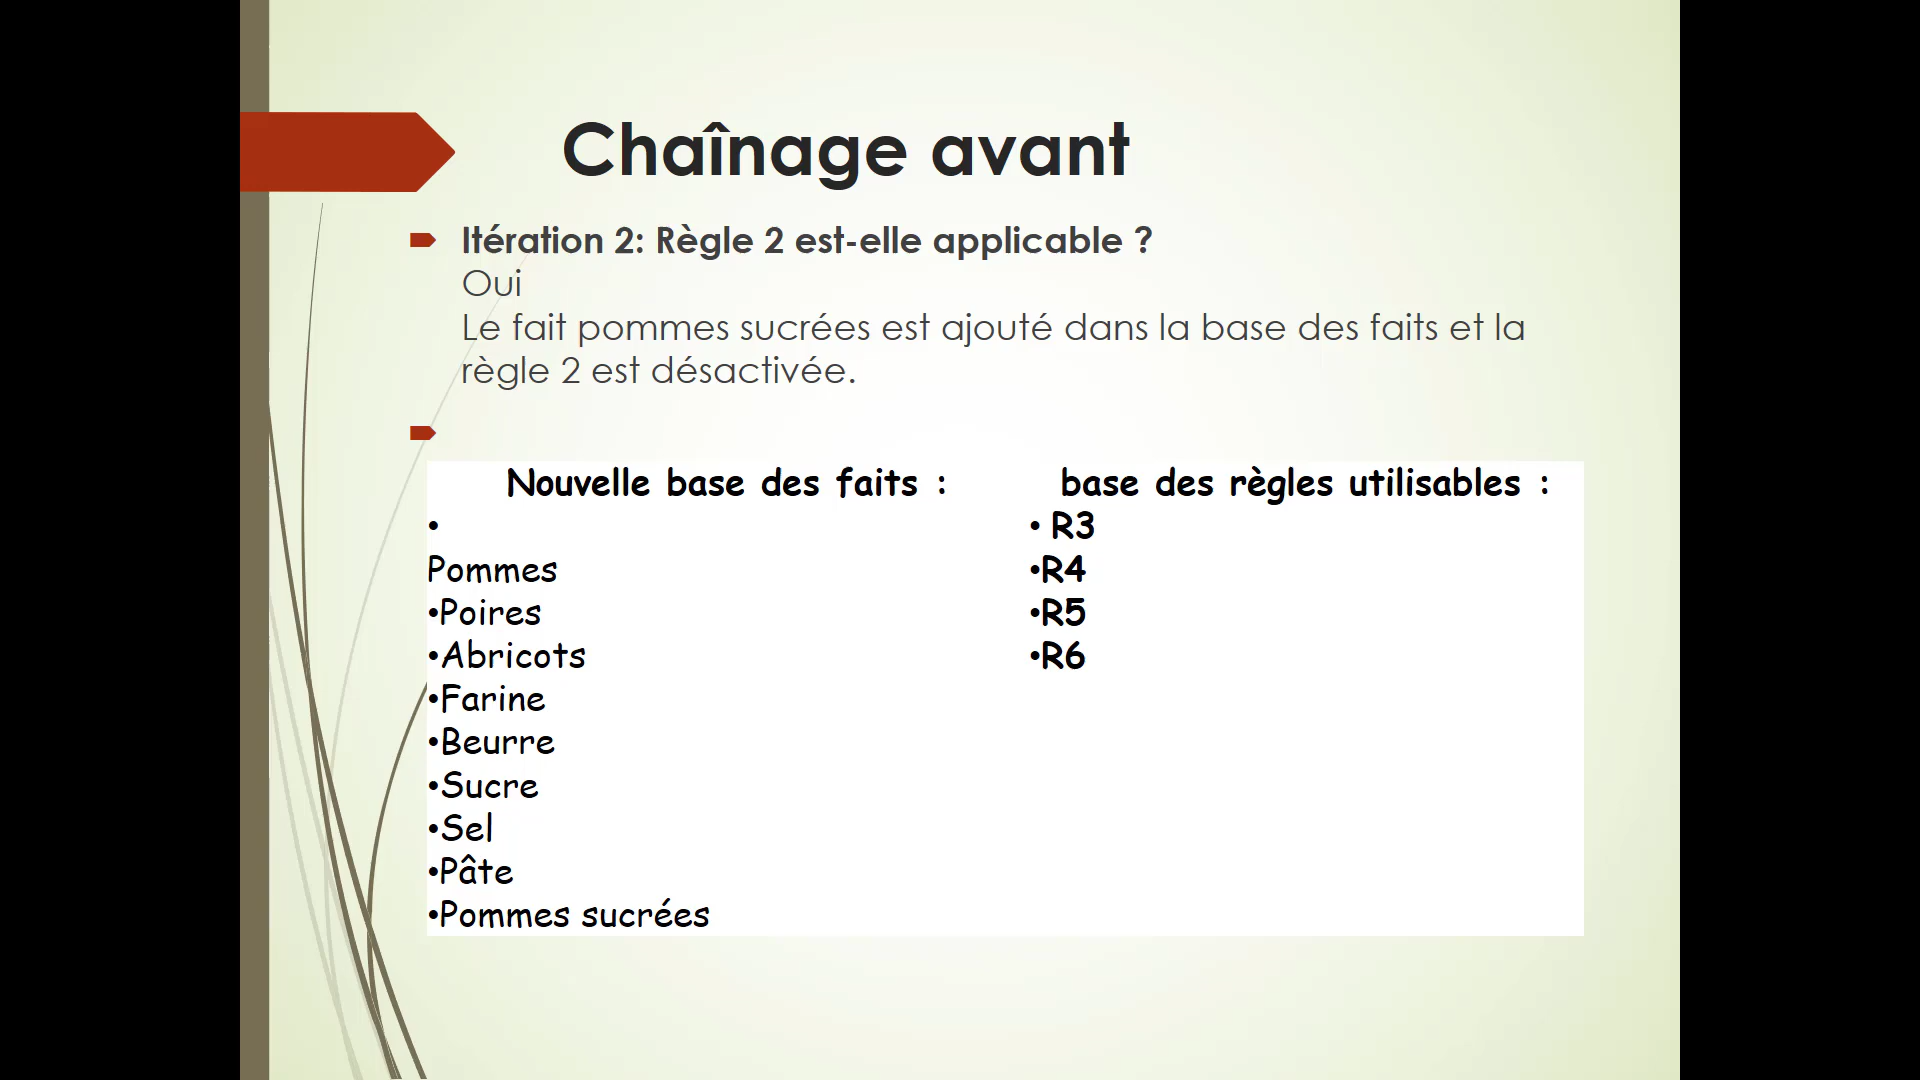 Chaînage avant
Itération 2: Règle 2 est-elle applicable ?
Oui
Le fait pommes sucrées est ajouté dans la base des faits et la
règle 2 est désactivée.
Nouvelle base des faits :
•
Pommes
•Poires
•Abricots
•Farine
•Beurre
•Sucre
•Sel
•Pâte
•Pommes sucrées
base des règles utilisables :
• R3
•R4
•R5
•R6